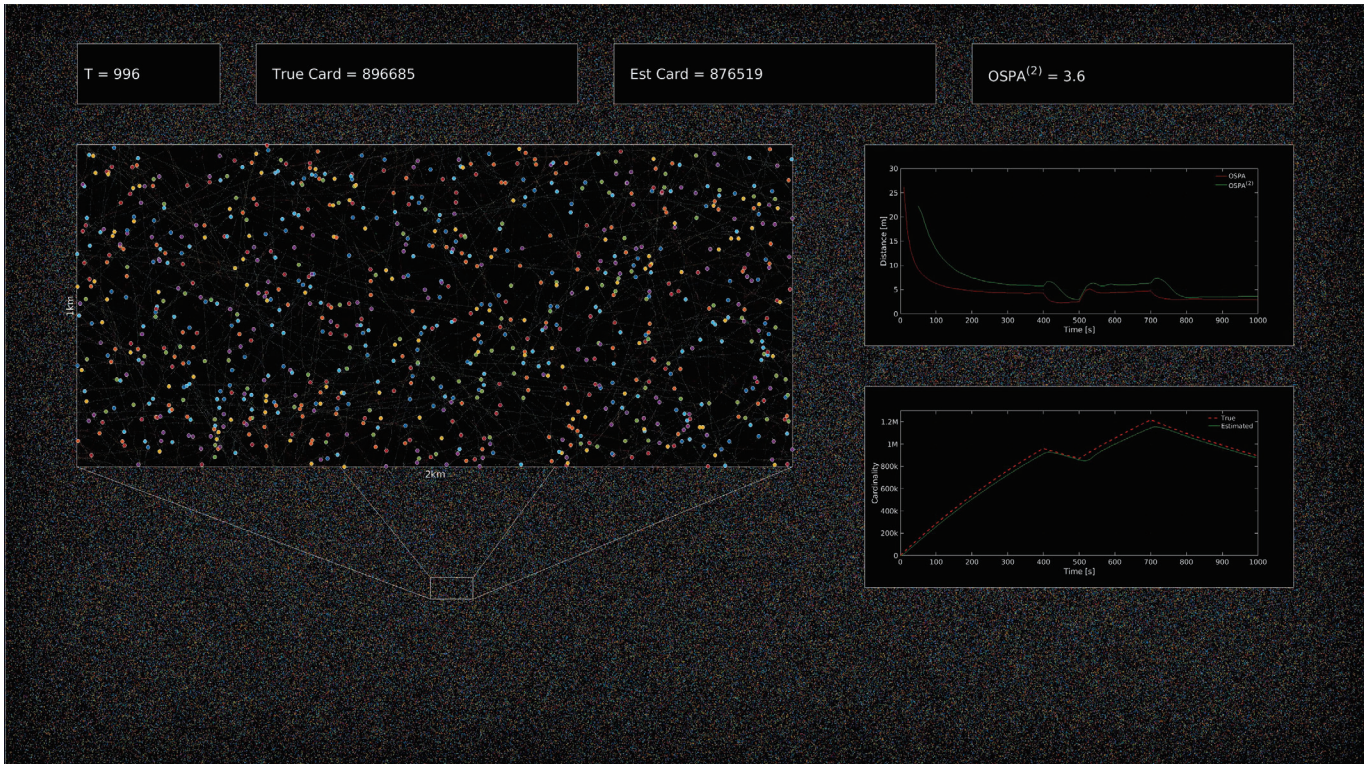 T = 996
True Card = 896685
Est Card = 876519
OSPA(2) = 3.6
1km
2km
30
25
20
15
10
5
0
Distance [m]
OSPA
OSPA(2)
0 100 200 300 400 500 600 700 800 900 1000
Time [s]
1.2M
1M
800k
600k
400k
200k
0
Cardinality
True
Estimated
0 100 200 300 400 500 600 700 800 900 1000
Time [s]